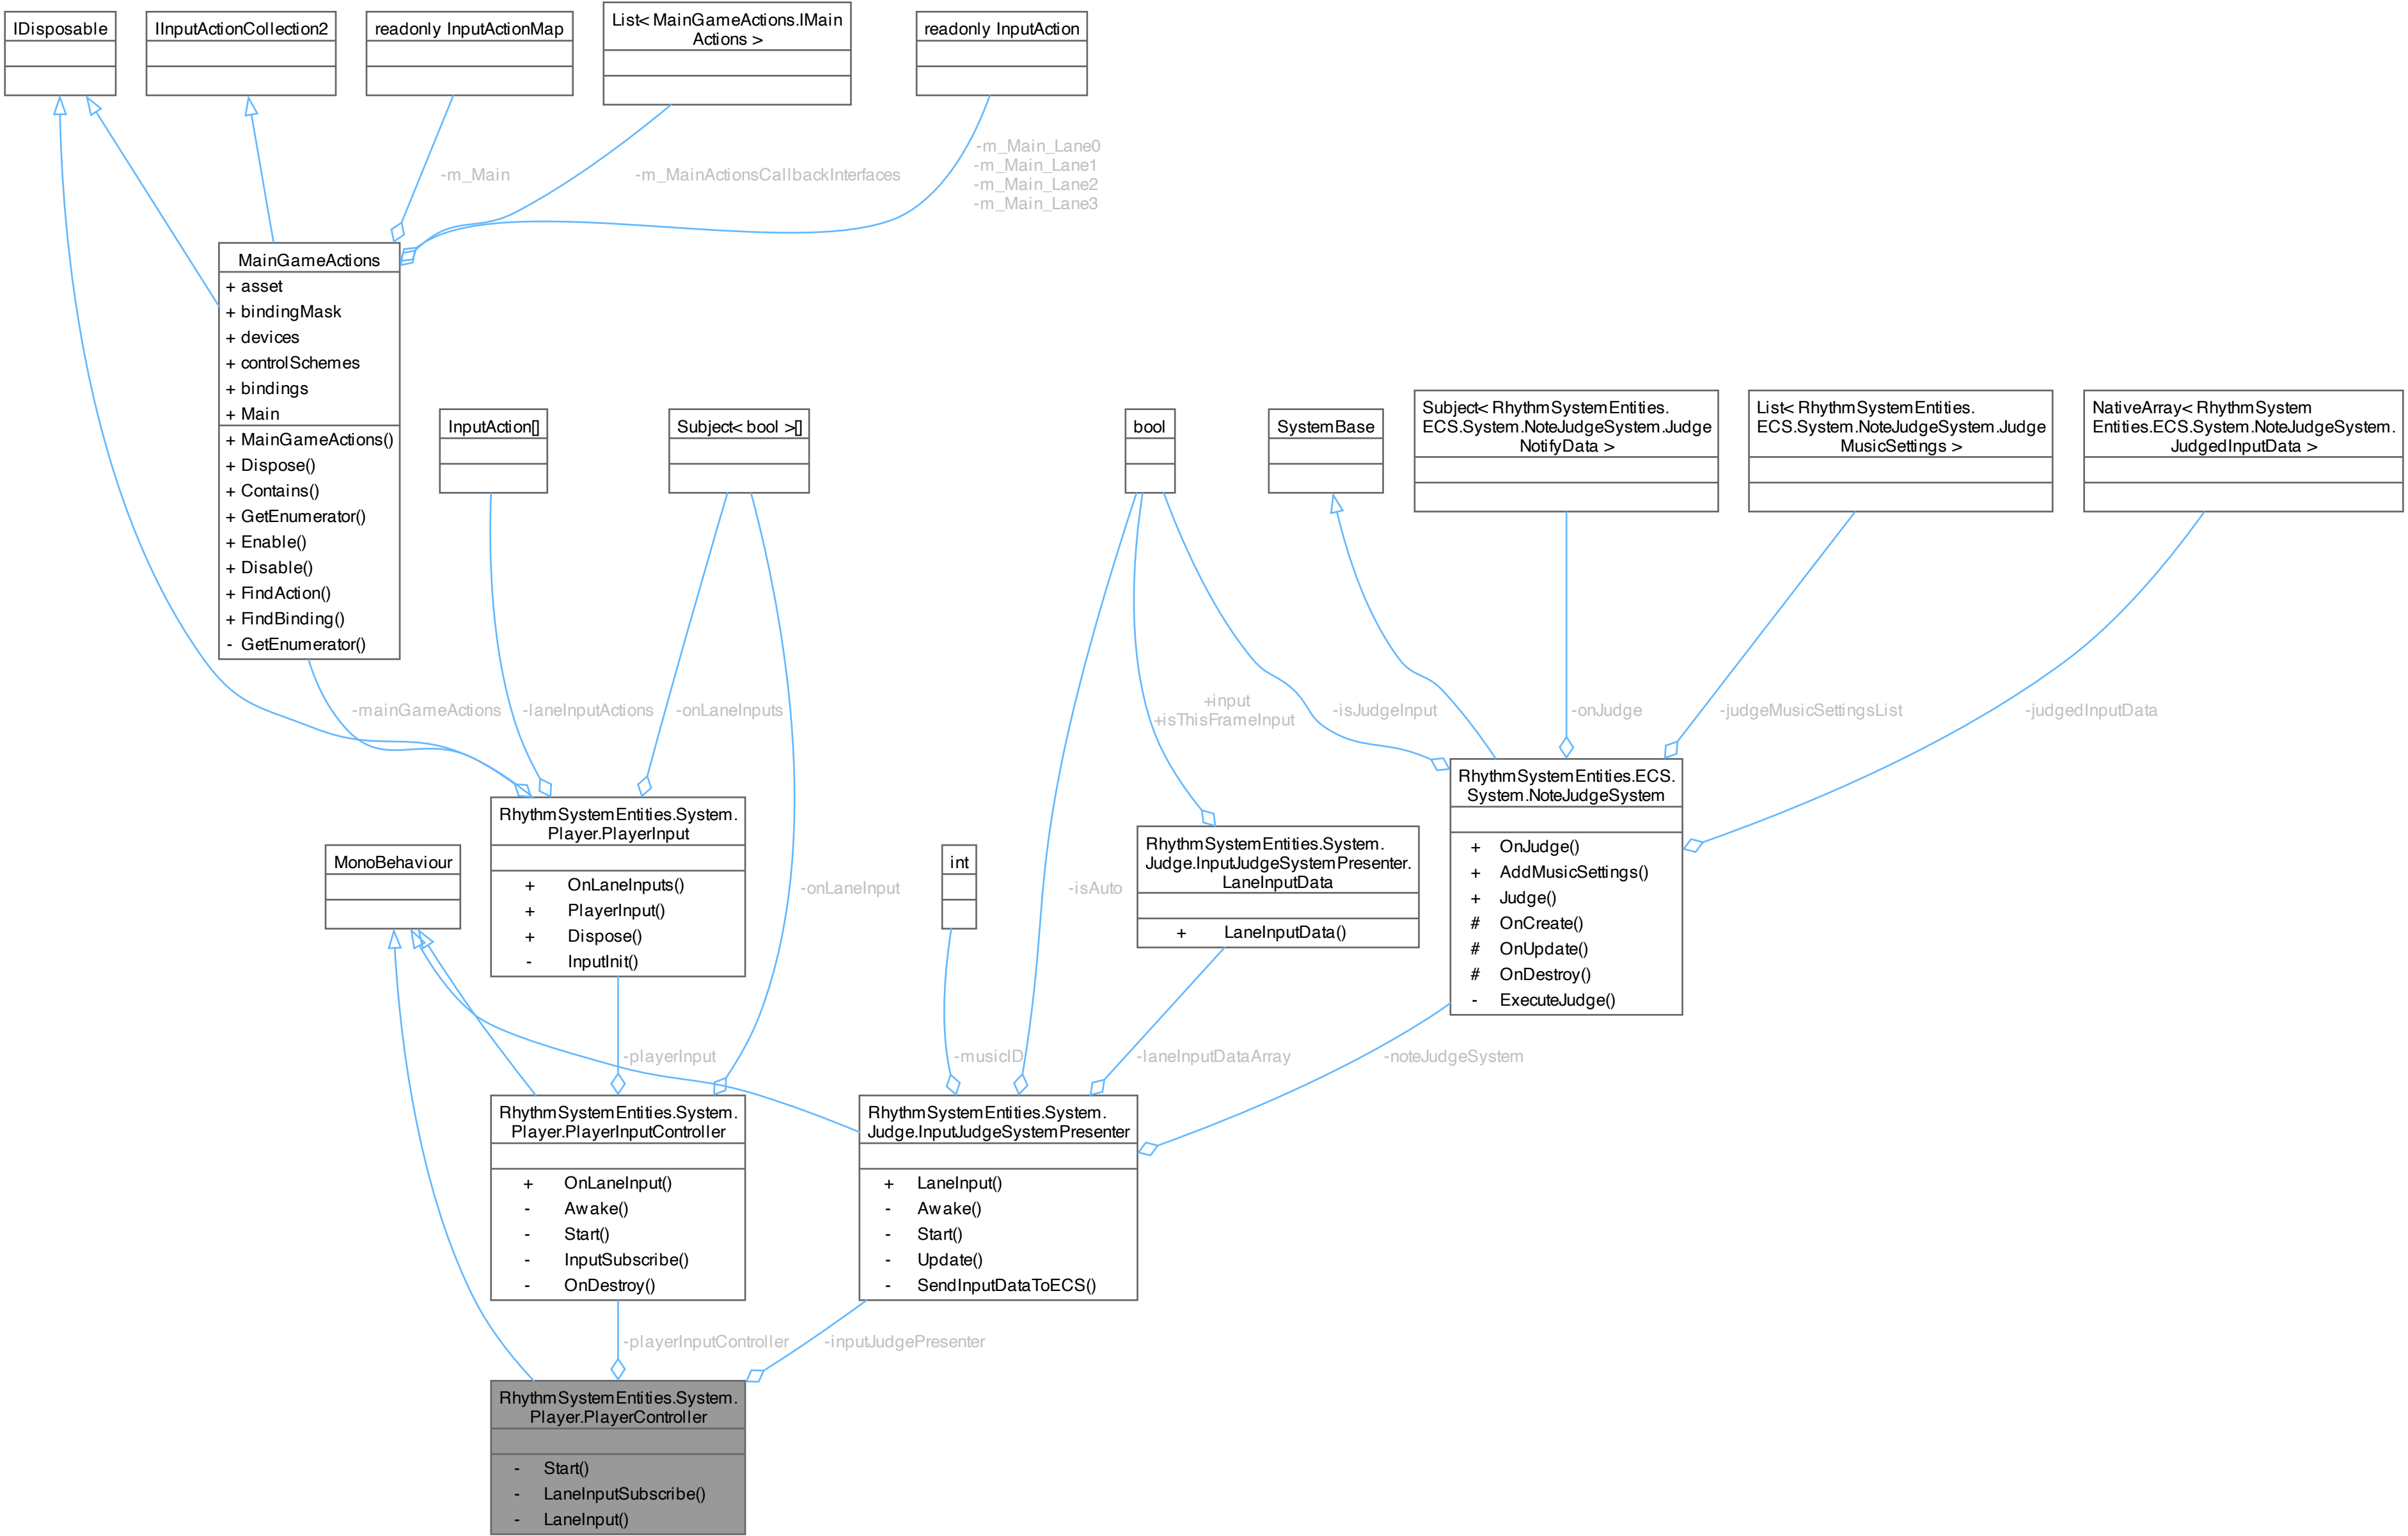 IDisposable
IInputActionCollection2
readonly InputActionMap
List< MainGameActions.IMain
Actions >
readonly InputAction
-m_Main
-m_MainActionsCallbackInterfaces
-m_Main_Lane0
-m_Main_Lane1
-m_Main_Lane2
-m_Main_Lane3
MainGameActions
+ asset
+ bindingMask
+ devices
+ controlSchemes
+ bindings
+ Main
+ MainGameActions()
+ Dispose()
+ Contains()
+ GetEnumerator()
+ Enable()
+ Disable()
+ FindAction()
+ FindBinding()
- GetEnumerator()
InputAction[]
Subject< bool >[]
bool
SystemBase
Subject< RhythmSystemEntities.
ECS.System.NoteJudgeSystem.Judge
NotifyData >
List< RhythmSystemEntities.
ECS.System.NoteJudgeSystem.Judge
MusicSettings >
NativeArray< RhythmSystem
Entities.ECS.System.NoteJudgeSystem.
JudgedInputData >
-mainGameActions
-laneInputActions
-onLaneInputs
+input
+isThisFrameInput
-isJudgeInput
-onJudge
-judgeMusicSettingsList
-judgedInputData
RhythmSystemEntities.System.
Player.PlayerInput
+ OnLaneInputs()
+ PlayerInput()
+ Dispose()
- InputInit()
MonoBehaviour
-onLaneInput
int
-isAuto
RhythmSystemEntities.System.
Judge.InputJudgeSystemPresenter.
LaneInputData
+ LaneInputData()
RhythmSystemEntities.ECS.
System.NoteJudgeSystem
+ OnJudge()
+ AddMusicSettings()
+ Judge()
# OnCreate()
# OnUpdate()
# OnDestroy()
- ExecuteJudge()
-playerInput
-musicID
-laneInputDataArray
-noteJudgeSystem
RhythmSystemEntities.System.
Player.PlayerInputController
+ OnLaneInput()
- Awake()
- Start()
- InputSubscribe()
- OnDestroy()
RhythmSystemEntities.System.
Judge.InputJudgeSystemPresenter
+ LaneInput()
- Awake()
- Start()
- Update()
- SendInputDataToECS()
-playerInputController
-inputJudgePresenter
RhythmSystemEntities.System.
Player.PlayerController
- Start()
- LaneInputSubscribe()
- LaneInput()